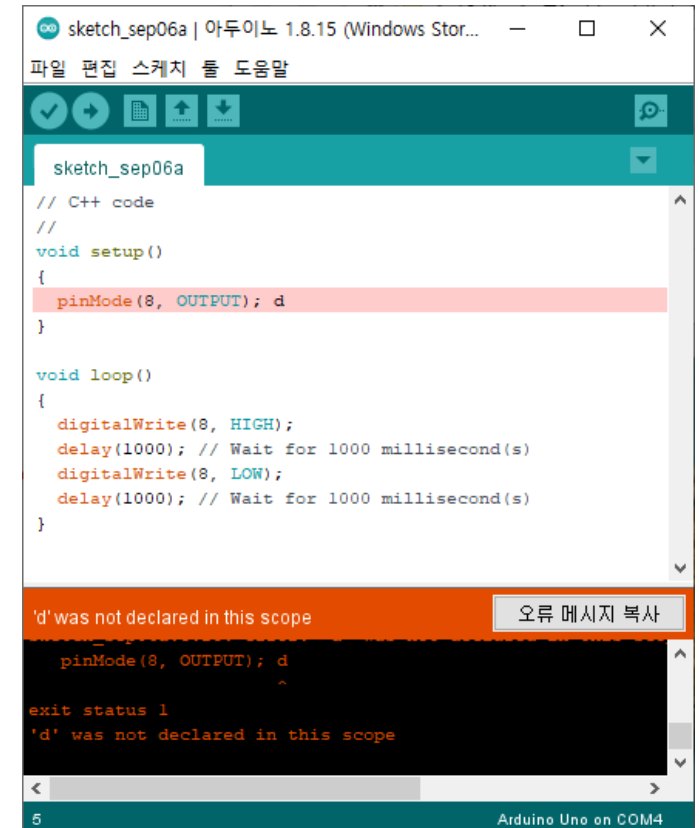 sketch_sep06a | 아두이노 1.8.15 (Windows Stor...
파일 편집 스케치 툴 도움말
sketch_sep06a
// C++ code
//
void setup()
{
  pinMode(8, OUTPUT); d
}
void loop()
{
  digitalWrite(8, HIGH);
  delay(1000); // Wait for 1000 millisecond(s)
  digitalWrite(8, LOW);
  delay(1000); // Wait for 1000 millisecond(s)
}
'd' was not declared in this scope
오류 메시지 복사
pinMode(8, OUTPUT); d
^
exit status 1
'd' was not declared in this scope
5
Arduino Uno on COM4